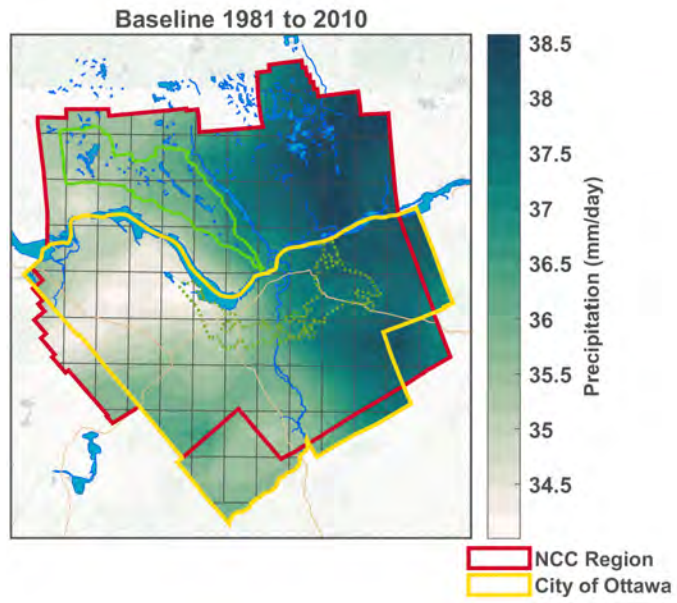 Baseline 1981 to 2010
38.5
38
37.5
37
36.5
36
35.5
35
34.5
Precipitation (mm/day)
NCC Region
City of Ottawa